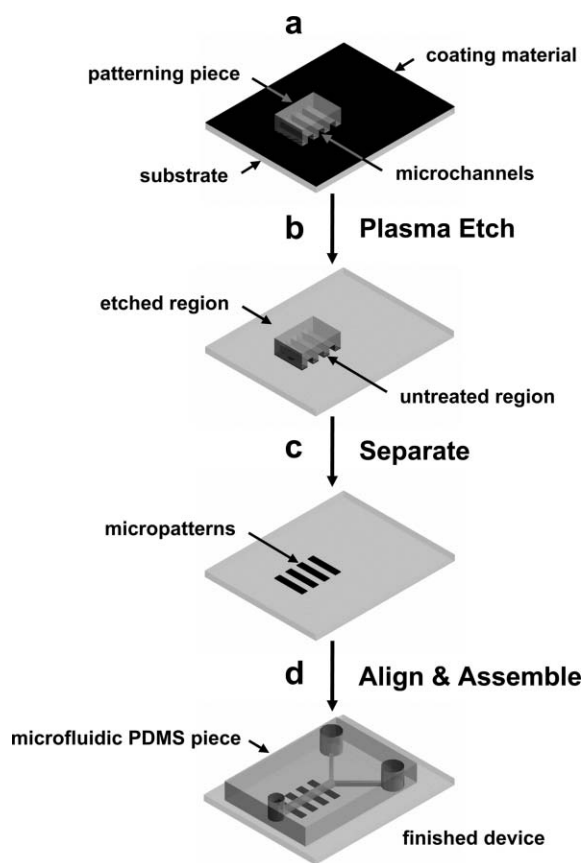 a
coating material
patterning piece
substrate
microchannels
b
Plasma Etch
etched region
untreated region
c
Separate
micropatterns
d
Align & Assemble
microfluidic PDMS piece
finished device